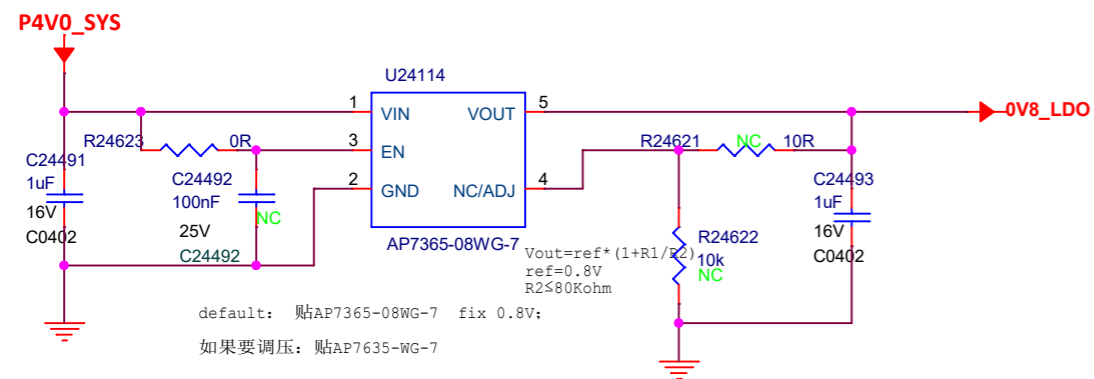 P4V0_SYS
U24114
1
VIN
VOUT
5
0V8_LDO
R24623
0R
3
EN
R24621
NC
10R
C24491
1uF
16V
C0402
C24492
100nF
NC
25V
C24492
2
GND
NC/ADJ
4
C24493
1uF
16V
C0402
AP7365-08WG-7
R24622
10k
NC
Vout=ref*(1+R1/R2)
ref=0.8V
R2≤80Kohm
default： 贴AP7365-08WG-7 fix 0.8V；
如果要调压：贴AP7635-WG-7